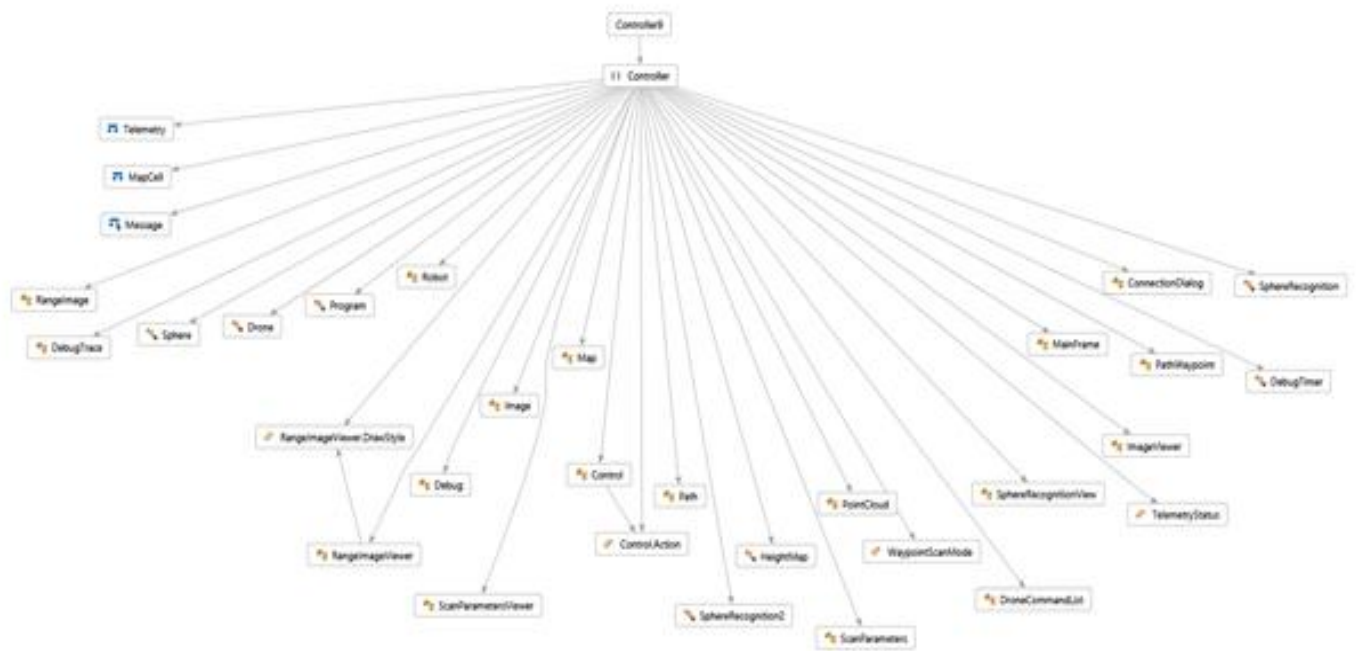 Controller9
{} Controller
Telemetry
MapCell
Message
Robot
ConnectionDialog
SphereRecognition
RangeImage
Program
Drone
Sphere
DebugTrace
MainFrame
Map
PathWaypoint
DebugTimer
Image
RangeImageViewer.DrawStyle
ImageViewer
Control
Debug
Path
SphereRecognitionView
PointCloud
TelemetryStatus
Control.Action
RangeImageViewer
HeightMap
WaypointScanMode
ScanParametersViewer
DroneCommandList
SphereRecognition2
ScanParameters